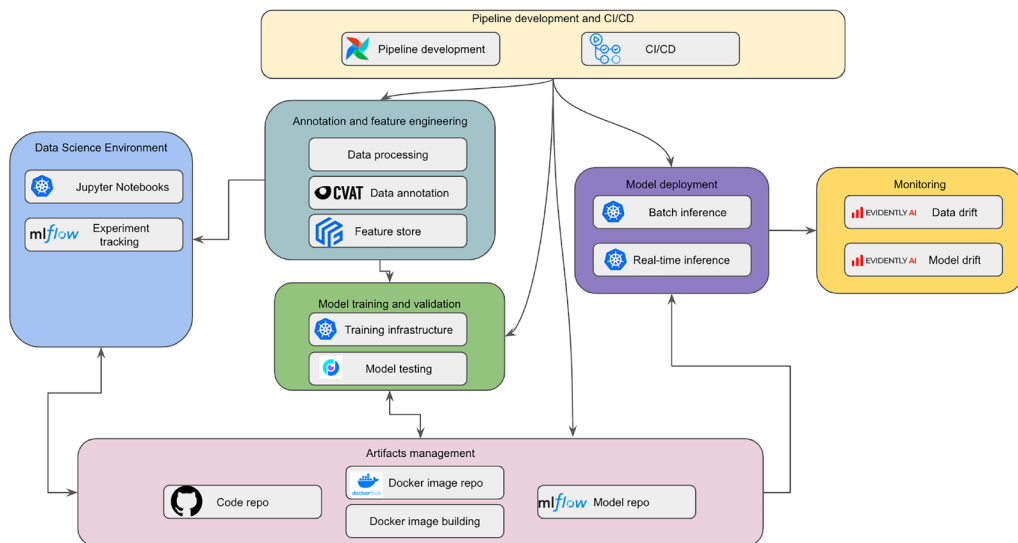 Pipeline development and CI/CD
Pipeline development
CI/CD
Annotation and feature engineering
Data processing
CVAT
Data annotation
Feature store
Data Science Environment
Jupyter Notebooks
mlflow
Experiment
tracking
Model deployment
Batch inference
Real-time inference
Monitoring
EVIDENTLY AI
Data drift
EVIDENTLY AI
Model drift
Model training and validation
Training infrastructure
Model testing
Artifacts management
Code repo
dockerhub
Docker image repo
Docker image building
mlflow
Model repo